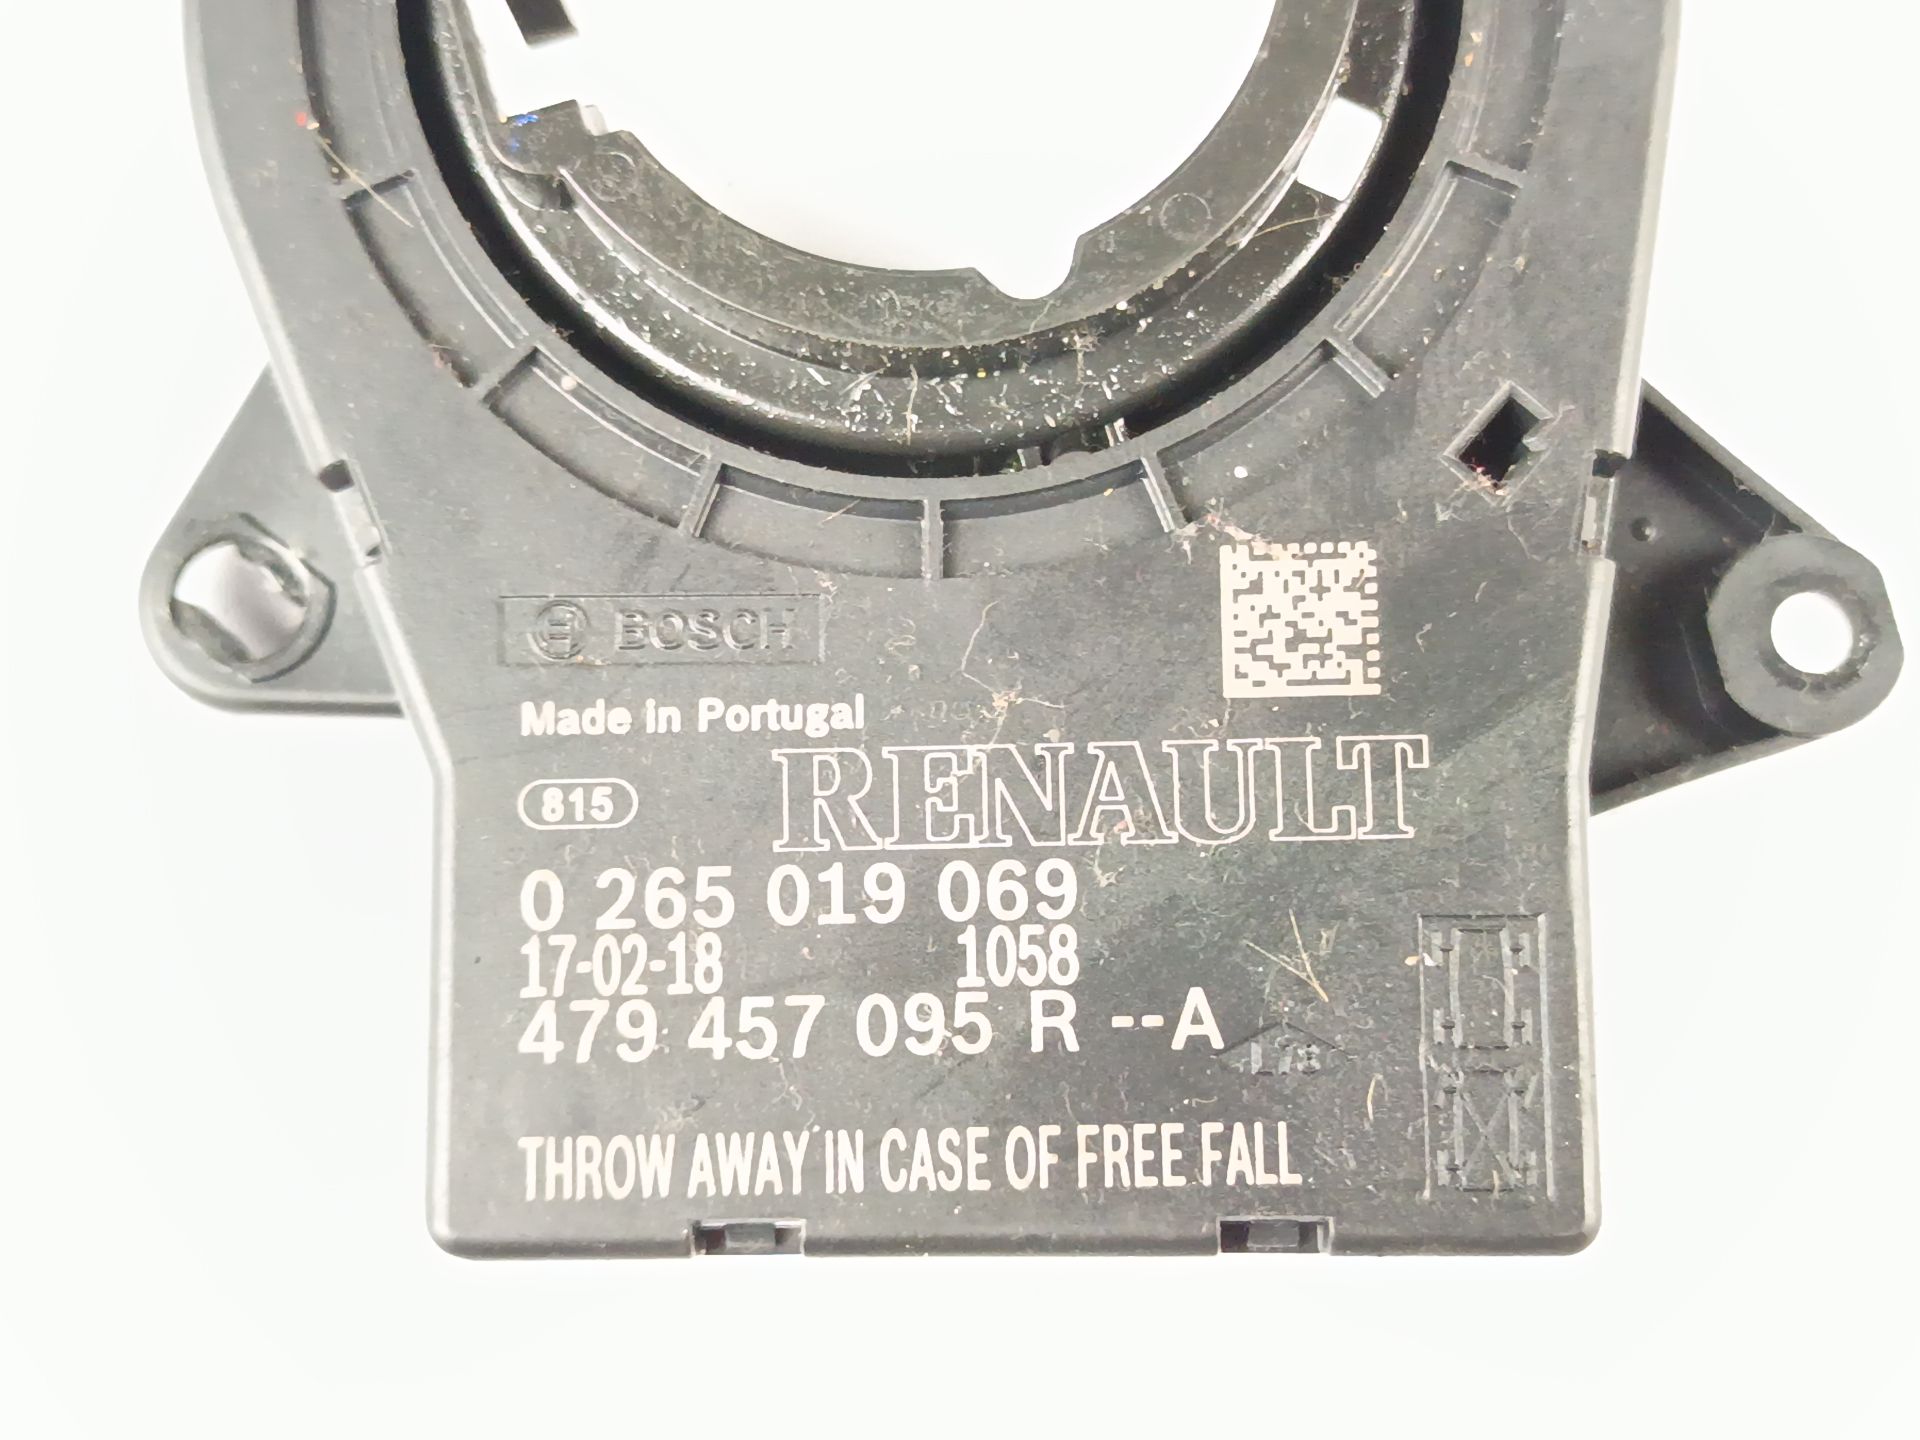 BOSCH
Made in Portugal
RENAULT
815
0 265 019 069
17-02-18 1058
479 457 095 R --A
THROW AWAY IN CASE OF FREE FALL